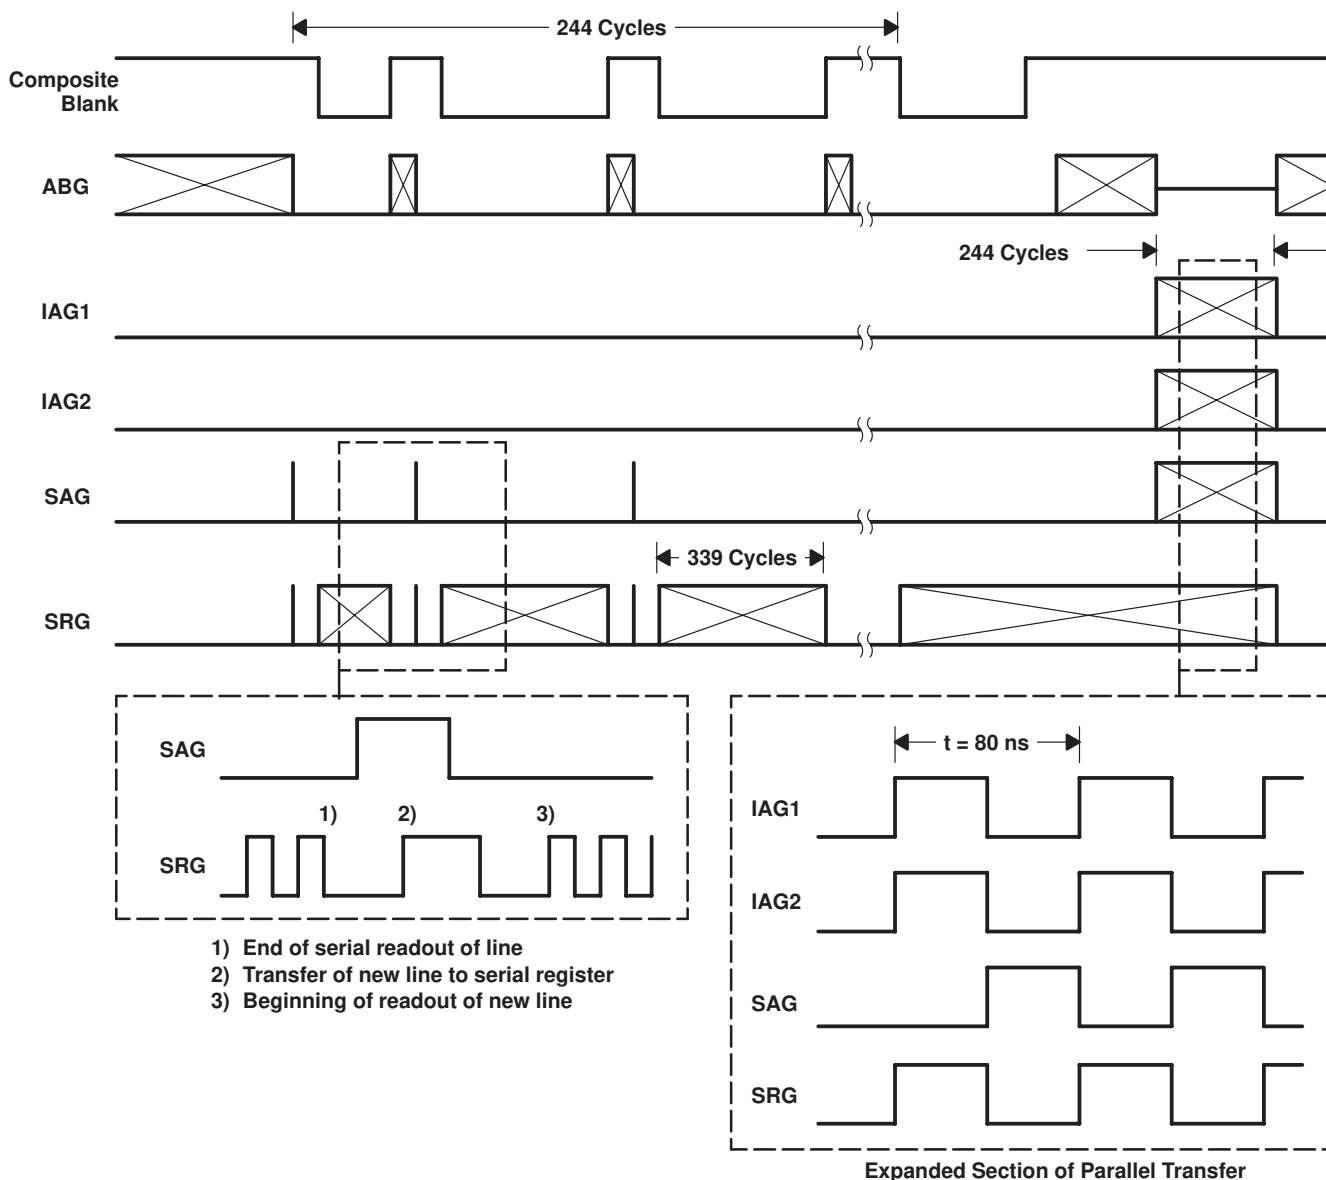 244 Cycles
Composite
Blank
ABG
244 Cycles
IAG1
IAG2
SAG
339 Cycles
SRG
SAG
1) 2) 3)
SRG
t = 80 ns
IAG1
IAG2
SAG
SRG
1) End of serial readout of line
2) Transfer of new line to serial register
3) Beginning of readout of new line
Expanded Section of Parallel Transfer